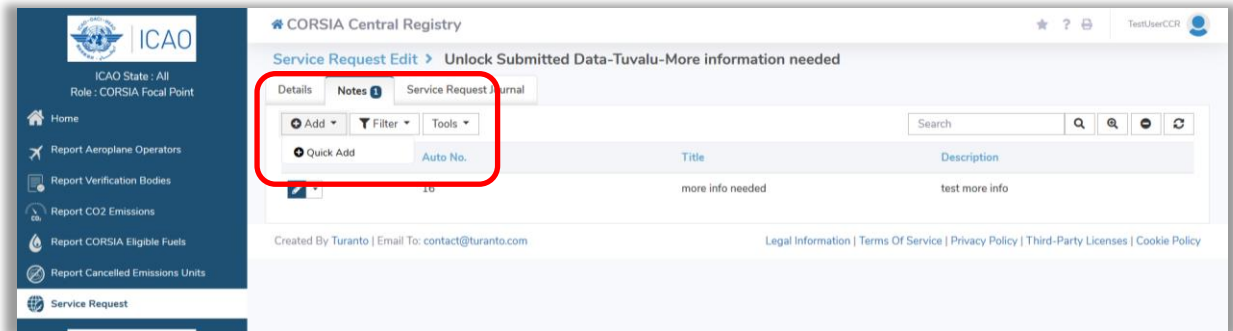 ICAO
ICAO State : All
Role : CORSIA Focal Point
Home
Report Aeroplane Operators
Report Verification Bodies
CO₂
Report CO2 Emissions
Report CORSIA Eligible Fuels
Report Cancelled Emissions Units
Service Request
CORSIA Central Registry
? TestUserCCR
Service Request Edit > Unlock Submitted Data-Tuvalu-More information needed
Details Notes 1 Service Request Journal
Add Filter Tools Search
Quick Add
Auto No. Title Description
16 more info needed test more info
Created By Turanto | Email To: contact@turanto.com Legal Information | Terms Of Service | Privacy Policy | Third-Party Licenses | Cookie Policy